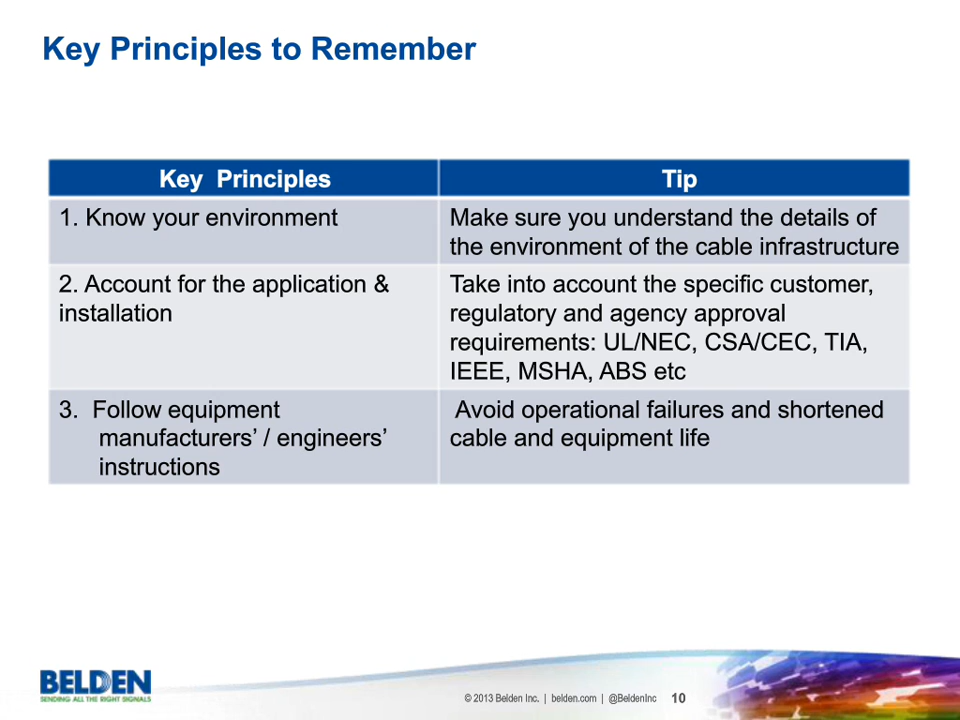 Key Principles to Remember
Key Principles
Tip
1. Know your environment
Make sure you understand the details of
the environment of the cable infrastructure
2. Account for the application &
installation
Take into account the specific customer,
regulatory and agency approval
requirements: UL/NEC, CSA/CEC, TIA,
IEEE, MSHA, ABS etc
3. Follow equipment
manufacturers’ / engineers’
instructions
Avoid operational failures and shortened
cable and equipment life
BELDEN
SENDING ALL THE RIGHT SIGNALS
© 2013 Belden Inc. | belden.com | @BeldenInc 10